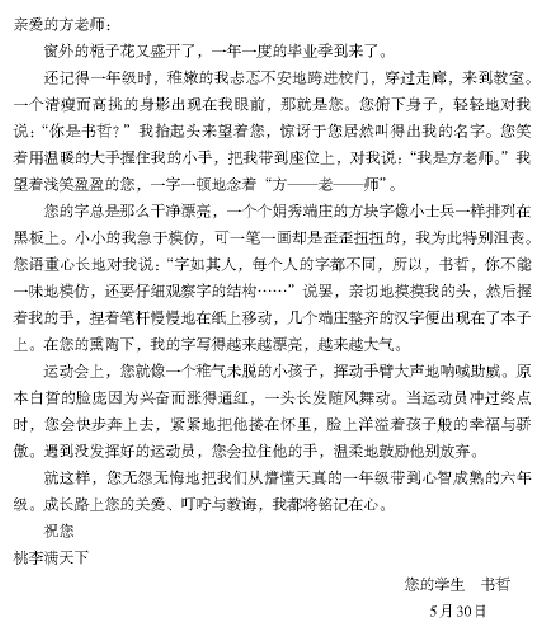 亲爱的方老师：
窗外的栀子花又盛开了，一年一度的毕业季到来了。
还记得一年级时，稚嫩的我忐忑不安地跨进校门，穿过走廊，来到教室。
一个清瘦而高挑的身影出现在我眼前，那就是您。您俯下身子，轻轻地对我
说：“你是书哲？”我抬起头来望着您，惊讶于您居然叫得出我的名字。您笑
着用温暖的大手握住我的小手，把我带到座位上，对我说：“我是方老师。”我
望着浅笑盈盈的您，一字一顿地念着“方——老——师”。
您的字总是那么干净漂亮，一个个娟秀端庄的方块字像小士兵一样排列在
黑板上。小小的我急于模仿，可一笔一画却是歪歪扭扭的，我为此特别沮丧。
您语重心长地对我说：“字如其人，每个人的字都不同，所以，书哲，你不能
一味地模仿，还要仔细观察字的结构……”说罢，亲切地摸摸我的头，然后握
着我的手，捏着笔杆慢慢地在纸上移动，几个端庄整齐的汉字便出现在了本子
上。在您的熏陶下，我的字写得越来越漂亮，越来越大气。
运动会上，您就像一个稚气未脱的小孩子，挥动手臂大声地呐喊助威。原
本白皙的脸庞因为兴奋而涨得通红，一头长发随风舞动。当运动员冲过终点
时，您会快步奔上去，紧紧地把他搂在怀里，脸上洋溢着孩子般的幸福与骄
傲。遇到没发挥好的运动员，您会拉住他的手，温柔地鼓励他别放弃。
就这样，您无怨无悔地把我们从懵懂天真的一年级带到心智成熟的六年
级。成长路上您的关爱、叮咛与教诲，我都将铭记在心。
祝您
桃李满天下
您的学生　书哲
5月30日